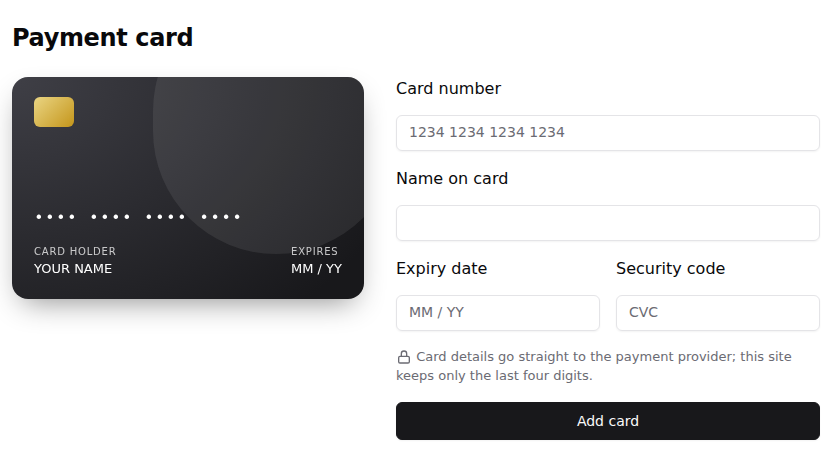 Payment card
•••• •••• •••• ••••
CARD HOLDER
YOUR NAME
EXPIRES
MM / YY
Card number
1234 1234 1234 1234
Name on card
Expiry date
MM / YY
Security code
CVC
Card details go straight to the payment provider; this site
keeps only the last four digits.
Add card